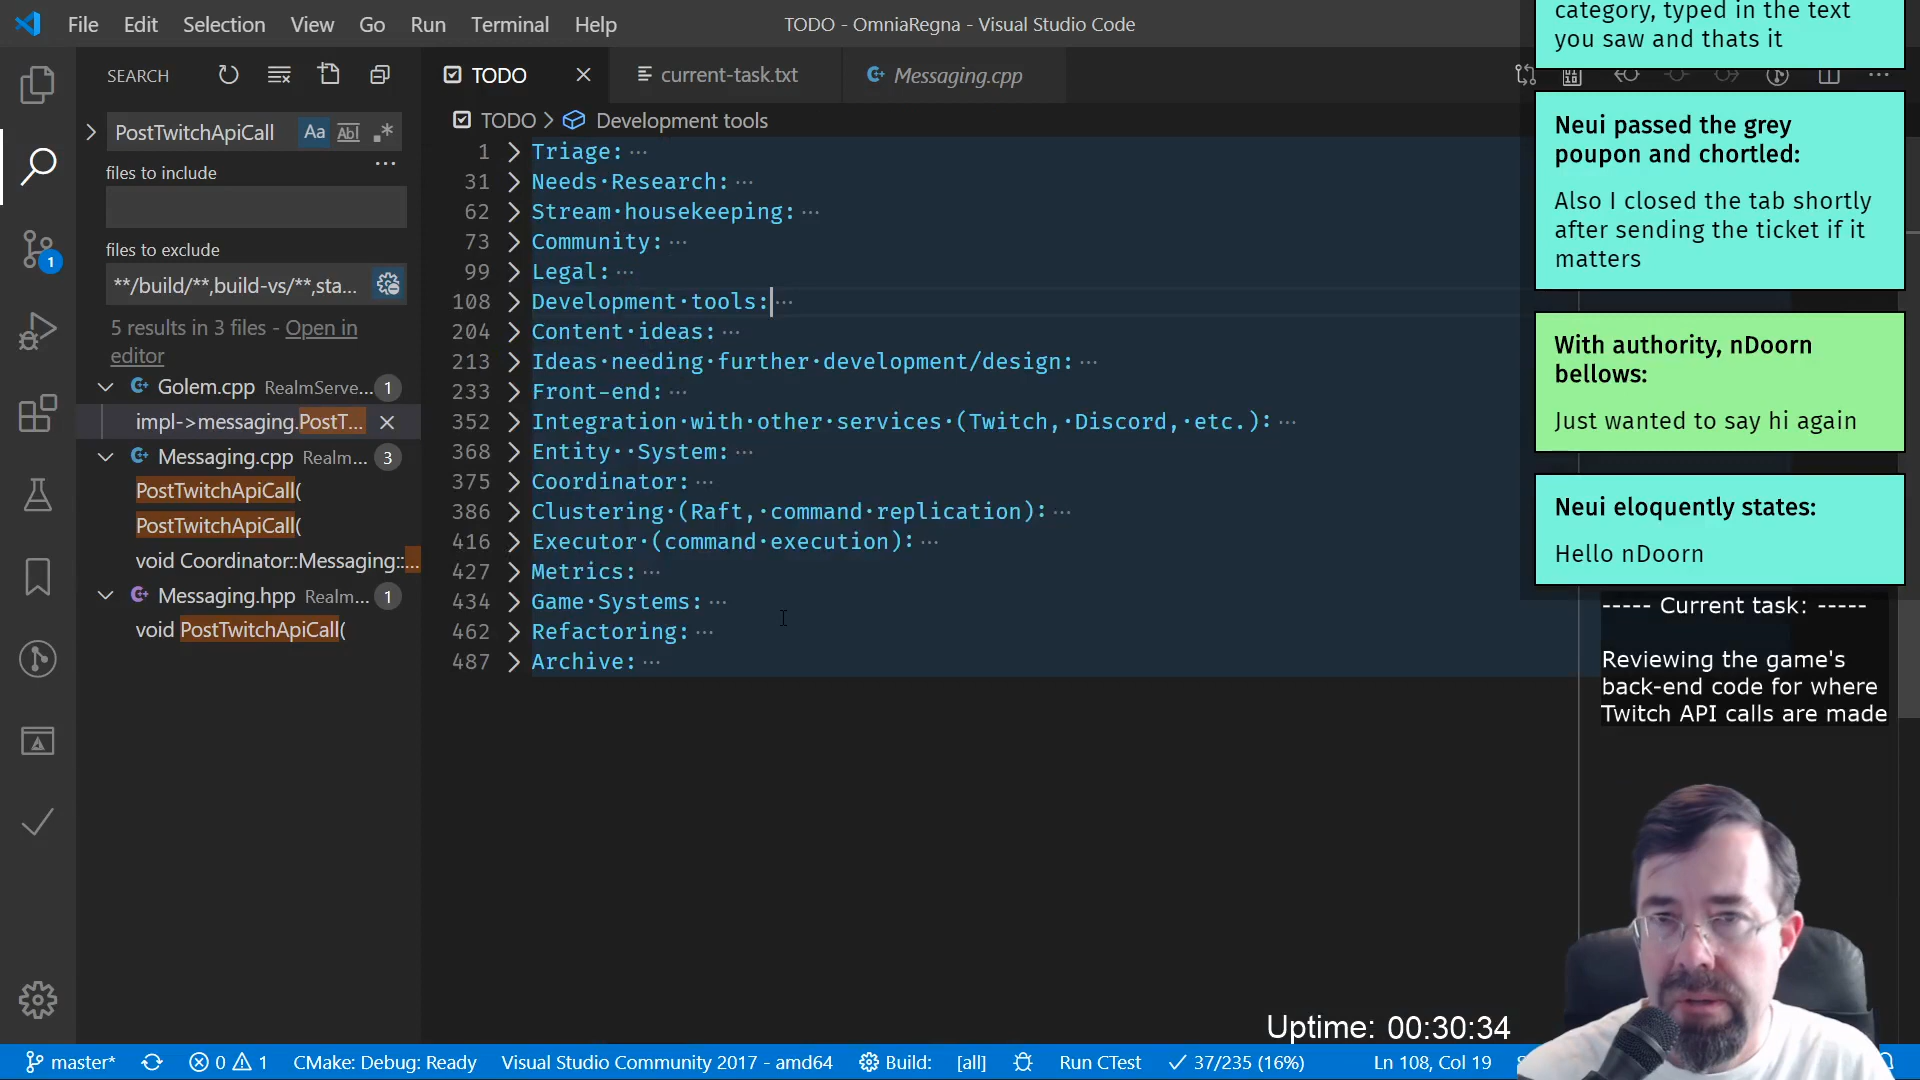 File Edit Selection View Go Run Terminal Help
TODO - OmniaRegna - Visual Studio Code
SEARCH
TODO
current-task.txt
Messaging.cpp
PostTwitchApiCall
Aa
Abl
files to include
files to exclude
**/build/**,build-vs/**,sta...
5 results in 3 files - Open in
editor
Golem.cpp RealmServe... 1
impl->messaging.PostT...
Messaging.cpp Realm... 3
PostTwitchApiCall(
PostTwitchApiCall(
void Coordinator::Messaging::...
Messaging.hpp Realm... 1
void PostTwitchApiCall(
1
TODO > Development tools
1 Triage: ···
31 Needs·Research: ···
62 Stream·housekeeping: ···
73 Community: ···
99 Legal: ···
108 Development·tools: ···
204 Content·ideas: ···
213 Ideas·needing·further·development/design: ···
233 Front-end: ···
352 Integration·with·other·services·(Twitch,·Discord,·etc.): ···
368 Entity··System: ···
375 Coordinator: ···
386 Clustering·(Raft,·command·replication): ···
416 Executor·(command·execution): ···
427 Metrics: ···
434 Game·Systems: ···
462 Refactoring: ···
487 Archive: ···
category, typed in the text
you saw and thats it
Neui passed the grey
poupon and chortled:
Also I closed the tab shortly
after sending the ticket if it
matters
With authority, nDoorn
bellows:
Just wanted to say hi again
Neui eloquently states:
Hello nDoorn
----- Current task: -----
Reviewing the game's
back-end code for where
Twitch API calls are made
Uptime: 00:30:34
master* 0 1 CMake: Debug: Ready Visual Studio Community 2017 - amd64 Build: [all] Run CTest 37/235 (16%) Ln 108, Col 19